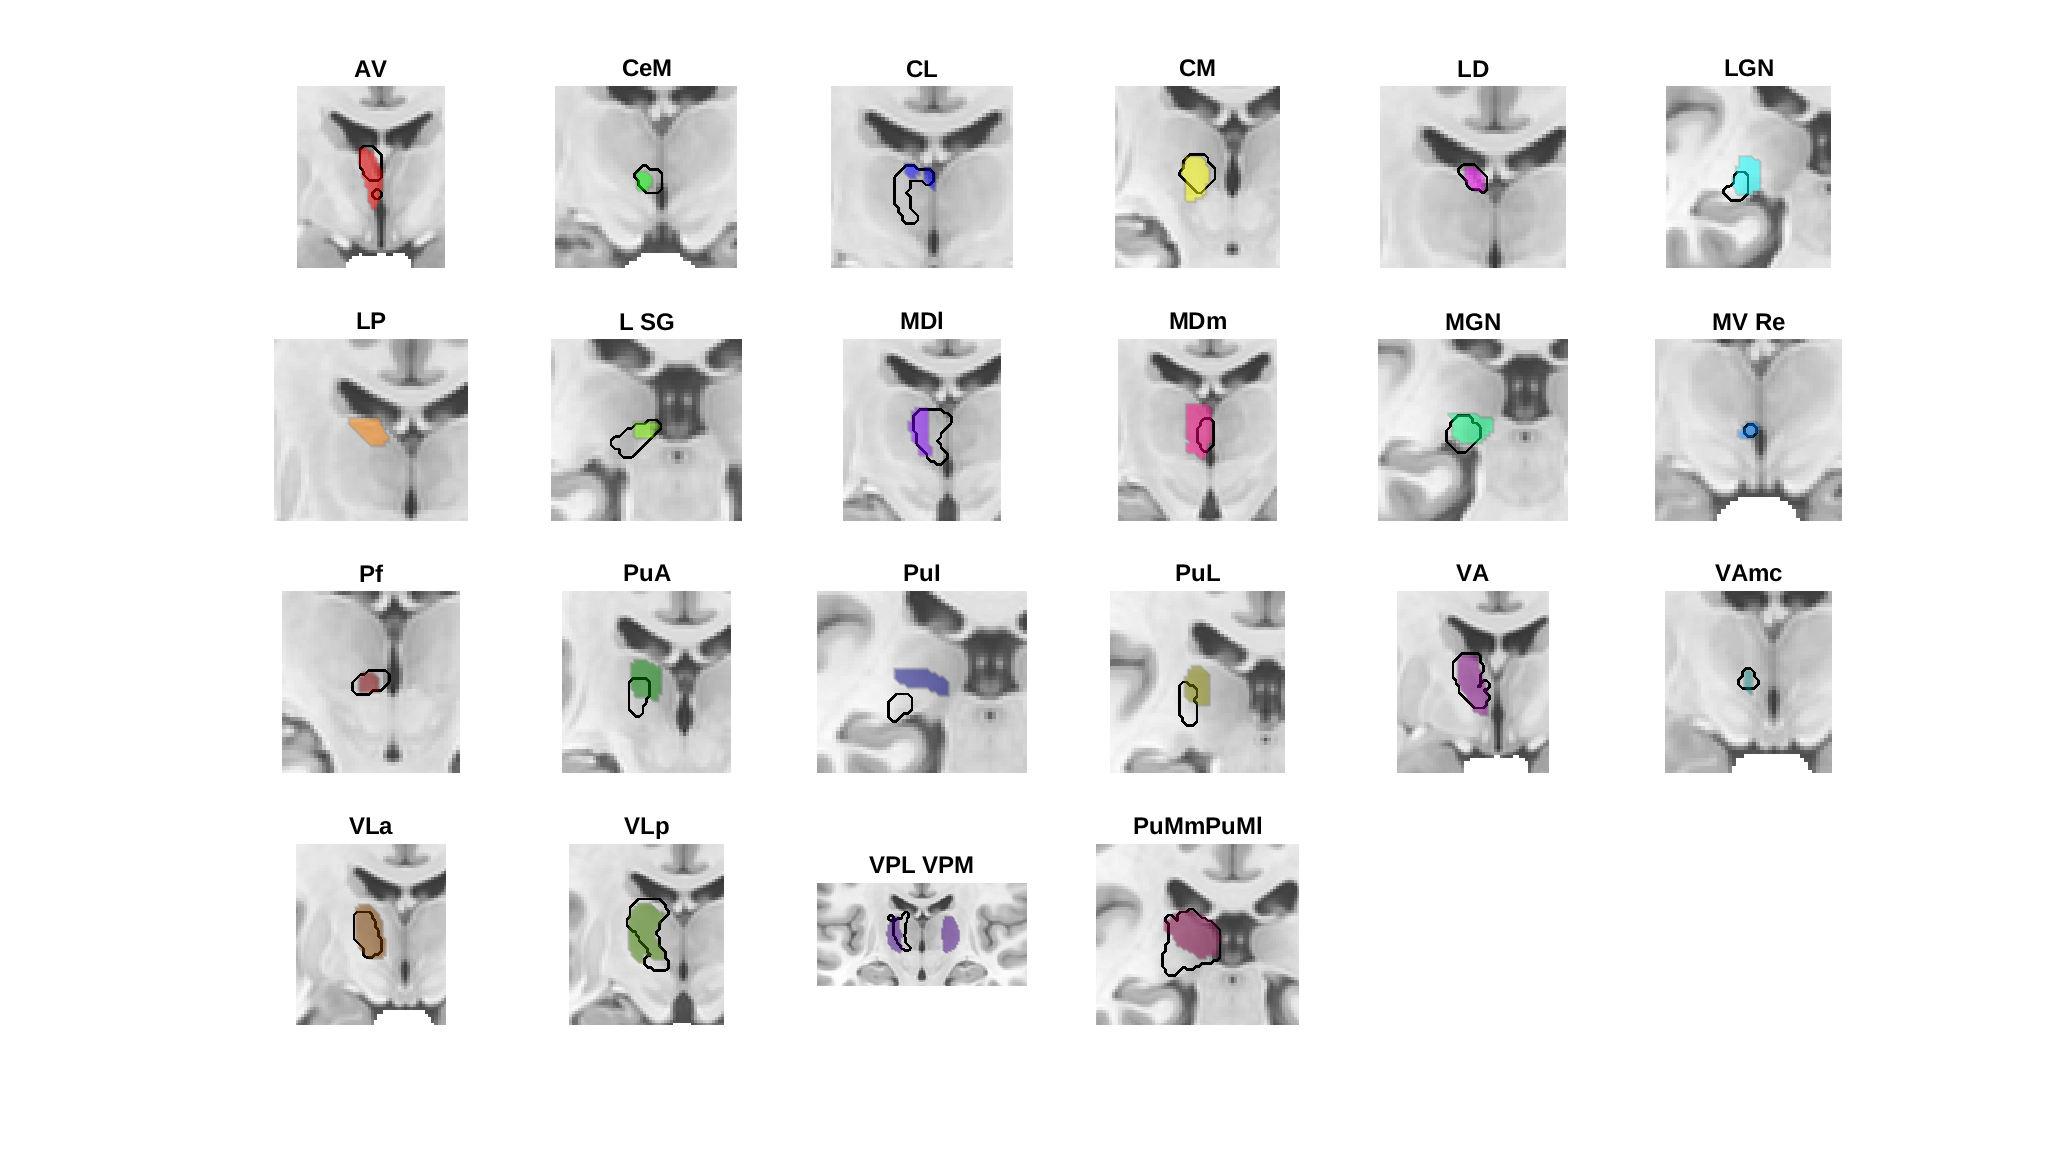 AV CeM CL CM LD LGN
LP L SG MDl MDm MGN MV Re
Pf PuA PuI PuL VA VAmc
VLa VLp VPL VPM PuMmPuMl